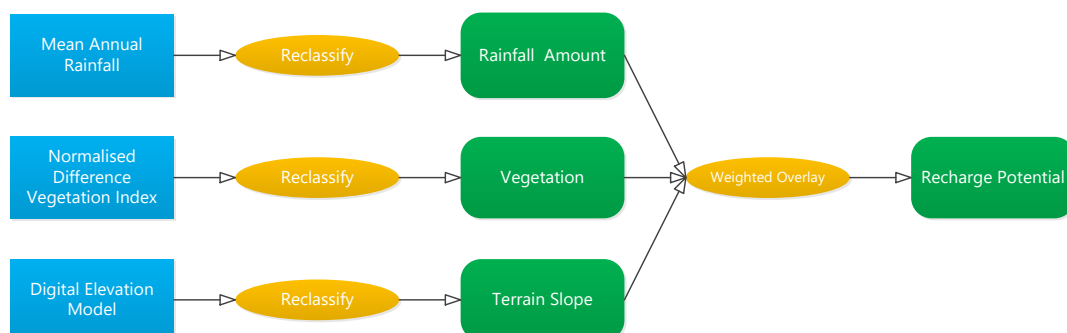 Mean Annual
Rainfall
Reclassify
Rainfall  Amount
Normalised
Difference
Vegetation Index
Reclassify
Vegetation
Weighted Overlay
Recharge Potential
Digital Elevation
Model
Reclassify
Terrain Slope